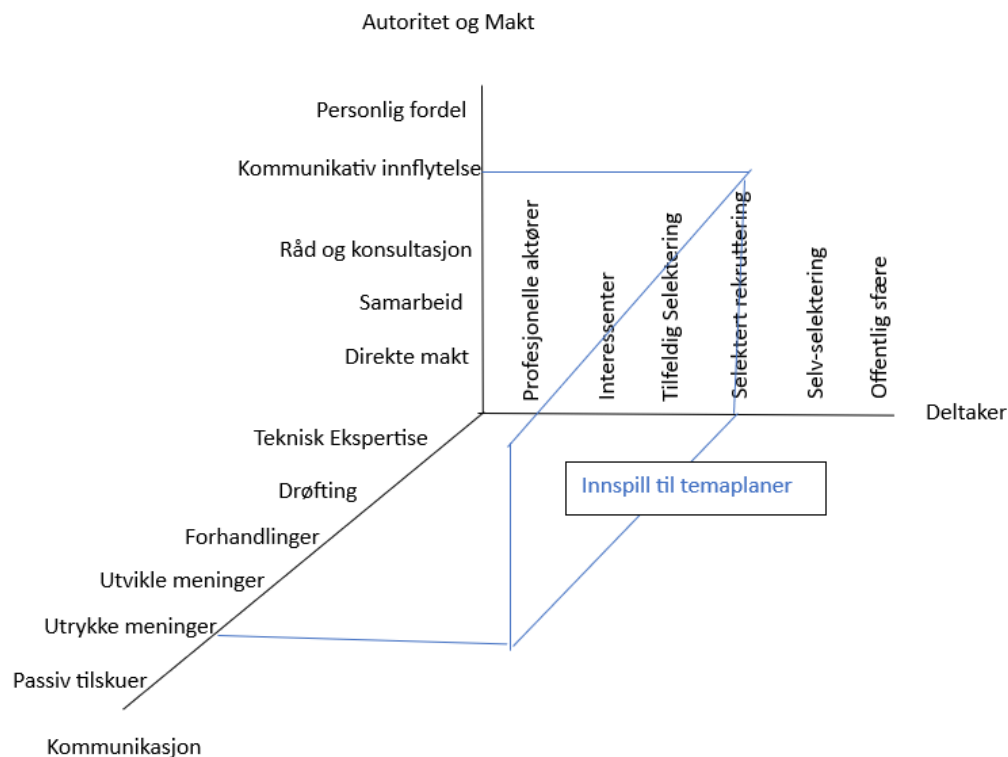 Autoritet og Makt
Personlig fordel
Kommunikativ innflytelse
Råd og konsultasjon
Samarbeid
Direkte makt
Profesjonelle aktører
Interessenter
Tilfeldig Selektering
Selektert rekruttering
Selv-selektering
Offentlig sfære
Deltaker
Teknisk Ekspertise
Drøfting
Forhandlinger
Utvikle meninger
Utrykke meninger
Passiv tilskuer
Kommunikasjon
Innspill til temaplaner